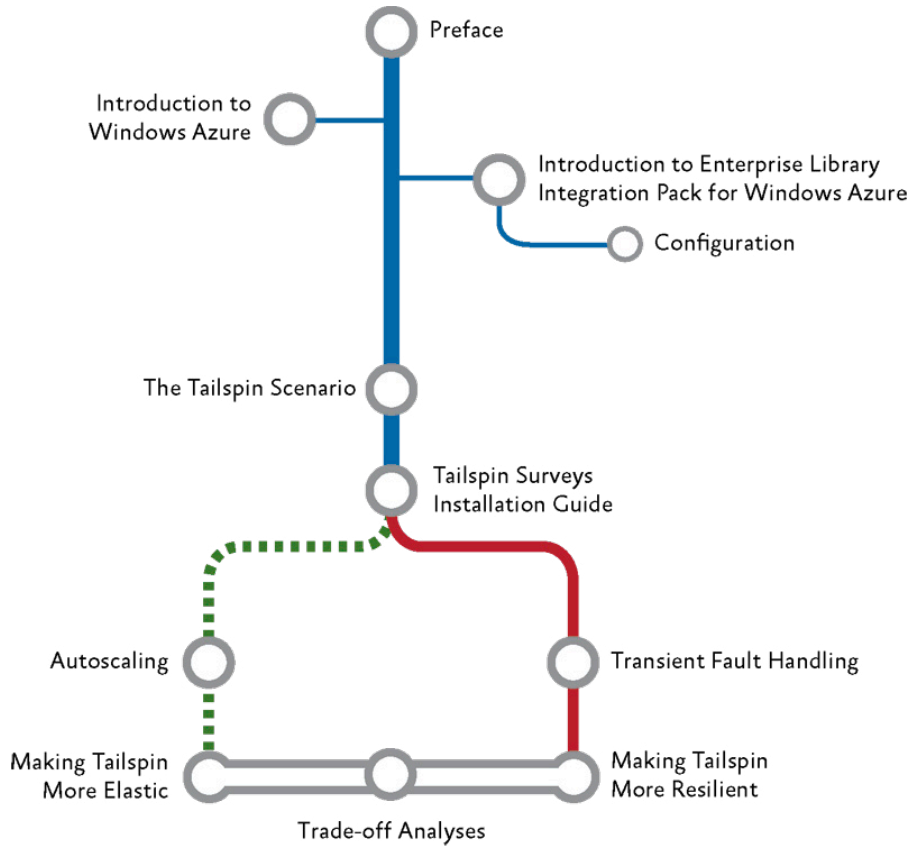 Preface
Introduction to
Windows Azure
Introduction to Enterprise Library
Integration Pack for Windows Azure
Configuration
The Tailspin Scenario
Tailspin Surveys
Installation Guide
Autoscaling
Transient Fault Handling
Making Tailspin
More Elastic
Making Tailspin
More Resilient
Trade-off Analyses